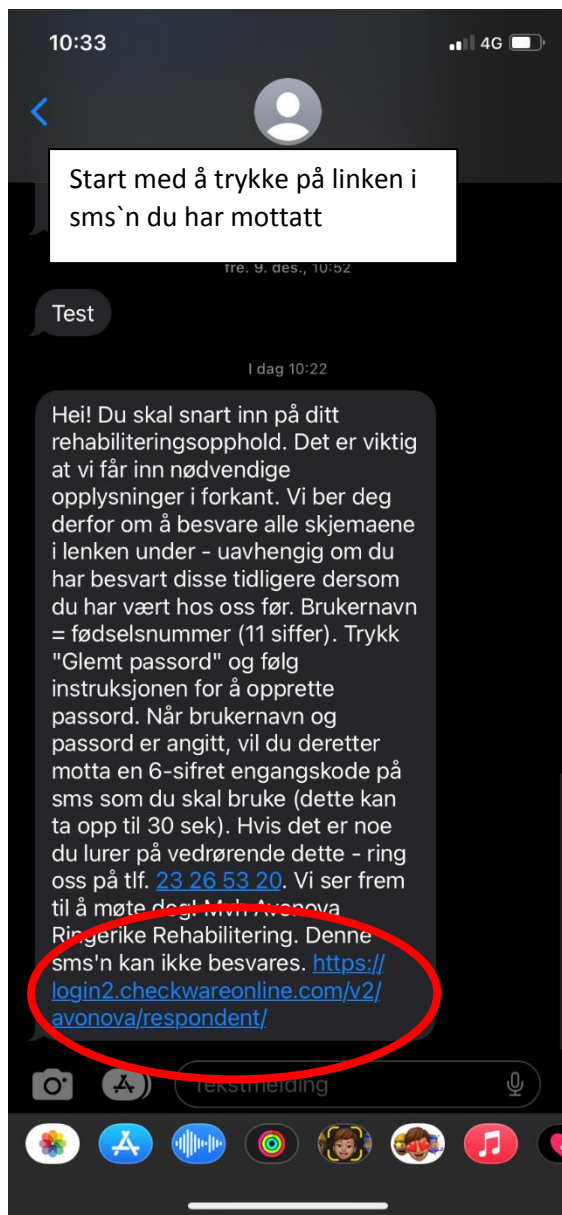 10:33
4G
Start med å trykke på linken i
sms`n du har mottatt
fre. 9. des., 10:52
Test
I dag 10:22
Hei! Du skal snart inn på ditt
rehabiliteringsopphold. Det er viktig
at vi får inn nødvendige
opplysninger i forkant. Vi ber deg
derfor om å besvare alle skjemaene
i lenken under - uavhengig om du
har besvart disse tidligere dersom
du har vært hos oss før. Brukernavn
= fødselsnummer (11 siffer). Trykk
"Glemt passord" og følg
instruksjonen for å opprette
passord. Når brukernavn og
passord er angitt, vil du deretter
motta en 6-sifret engangskode på
sms som du skal bruke (dette kan
ta opp til 30 sek). Hvis det er noe
du lurer på vedrørende dette - ring
oss på tlf. 23 26 53 20. Vi ser frem
til å møte deg! Mvh Avonova
Ringerike Rehabilitering. Denne
sms'n kan ikke besvares. https://
login2.checkwareonline.com/v2/
avonova/respondent/
Tekstmelding